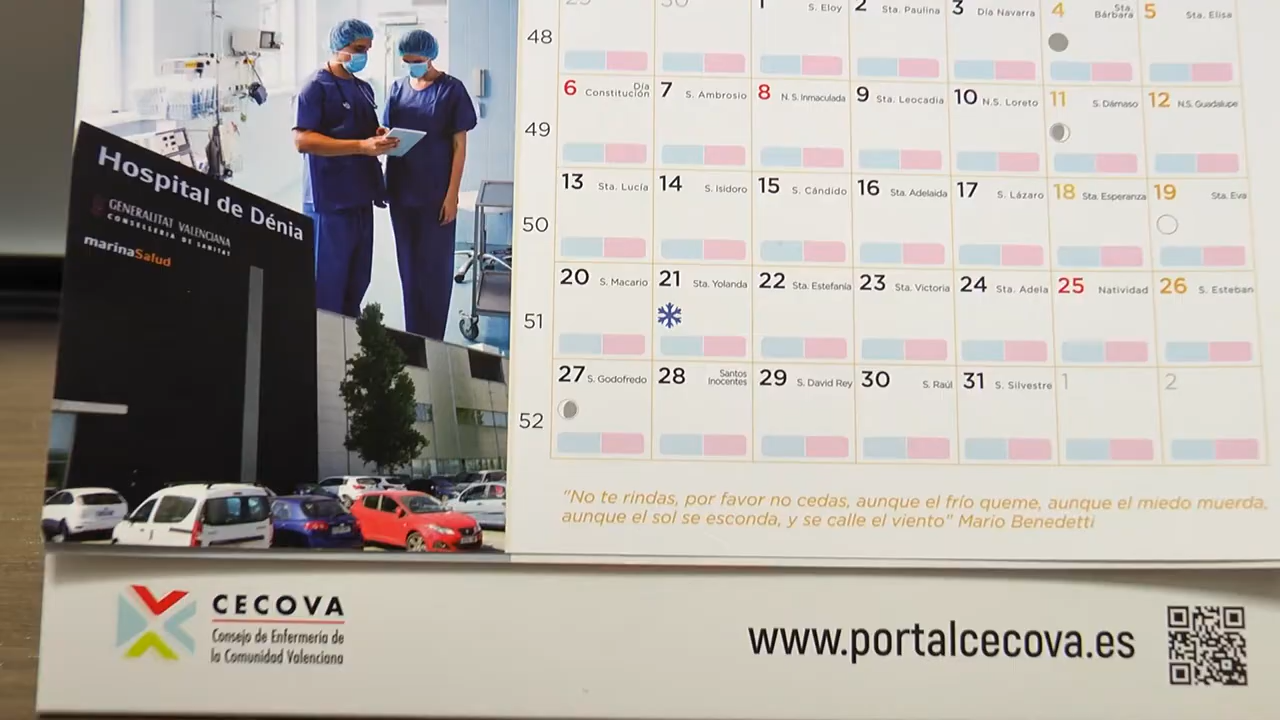 Hospital de Dénia
GENERALITAT VALENCIANA
CONSELLERIA DE SANITAT
marinaSalud
29 30 1 S. Eloy 2 Sta. Paulina 3 Día Navarra 4 Sta. Bárbara 5 Sta. Elisa
48
6 Día Constitución 7 S. Ambrosio 8 N. S. Inmaculada 9 Sta. Leocadia 10 N.S. Loreto 11 S. Dámaso 12 N.S. Guadalupe
49
13 Sta. Lucía 14 S. Isidoro 15 S. Cándido 16 Sta. Adelaida 17 S. Lázaro 18 Sta. Esperanza 19 Sta. Eva
50
20 S. Macario 21 Sta. Yolanda 22 Sta. Estefanía 23 Sta. Victoria 24 Sta. Adela 25 Natividad 26 S. Esteban
51
27 S. Godofredo 28 Santos Inocentes 29 S. David Rey 30 S. Raúl 31 S. Silvestre 1 2
52
"No te rindas, por favor no cedas, aunque el frío queme, aunque el miedo muerda,
aunque el sol se esconda, y se calle el viento" Mario Benedetti
CECOVA
Consejo de Enfermería de
la Comunidad Valenciana
www.portalcecova.es